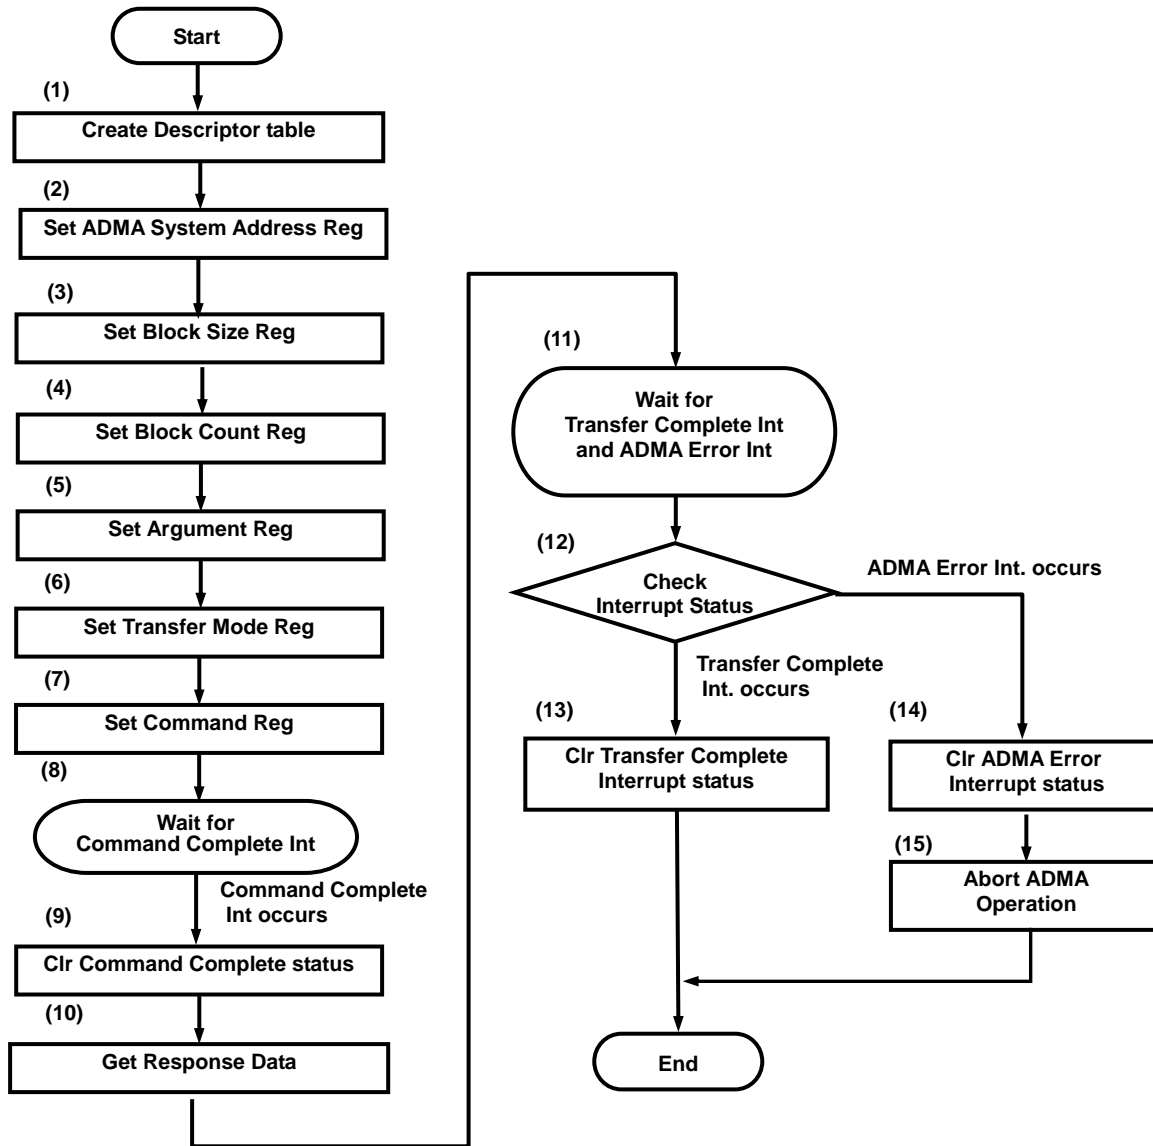 Start
(1)
Create Descriptor table
(2)
Set ADMA System Address Reg
(3)
Set Block Size Reg
(4)
Set Block Count Reg
(5)
Set Argument Reg
(6)
Set Transfer Mode Reg
(7)
Set Command Reg
(8)
Wait for
Command Complete Int
Command Complete
Int occurs
(9)
Clr Command Complete status
(10)
Get Response Data
(11)
Wait for
Transfer Complete Int
and ADMA Error Int
(12)
Check
Interrupt Status
ADMA Error Int. occurs
Transfer Complete
Int. occurs
(13)
Clr Transfer Complete
Interrupt status
(14)
Clr ADMA Error
Interrupt status
(15)
Abort ADMA
Operation
End